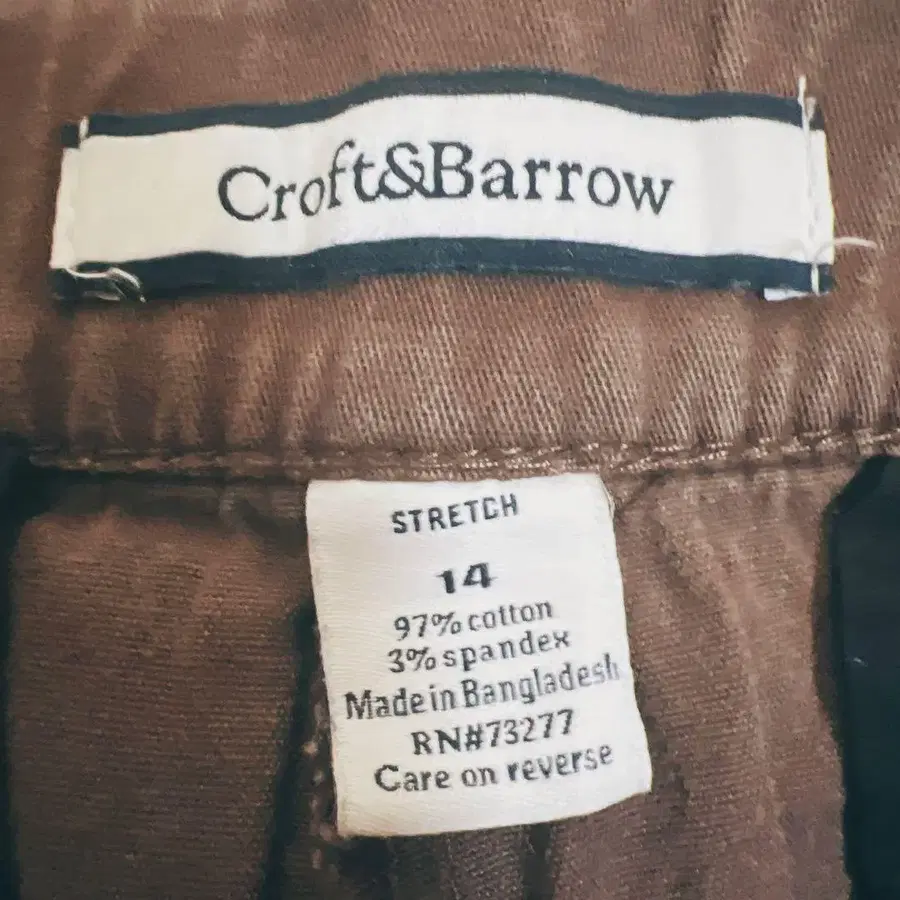 Croft&Barrow
STRETCH
14
97% cotton
3% spandex
Made in Bangladesh
RN#73277
Care on reverse